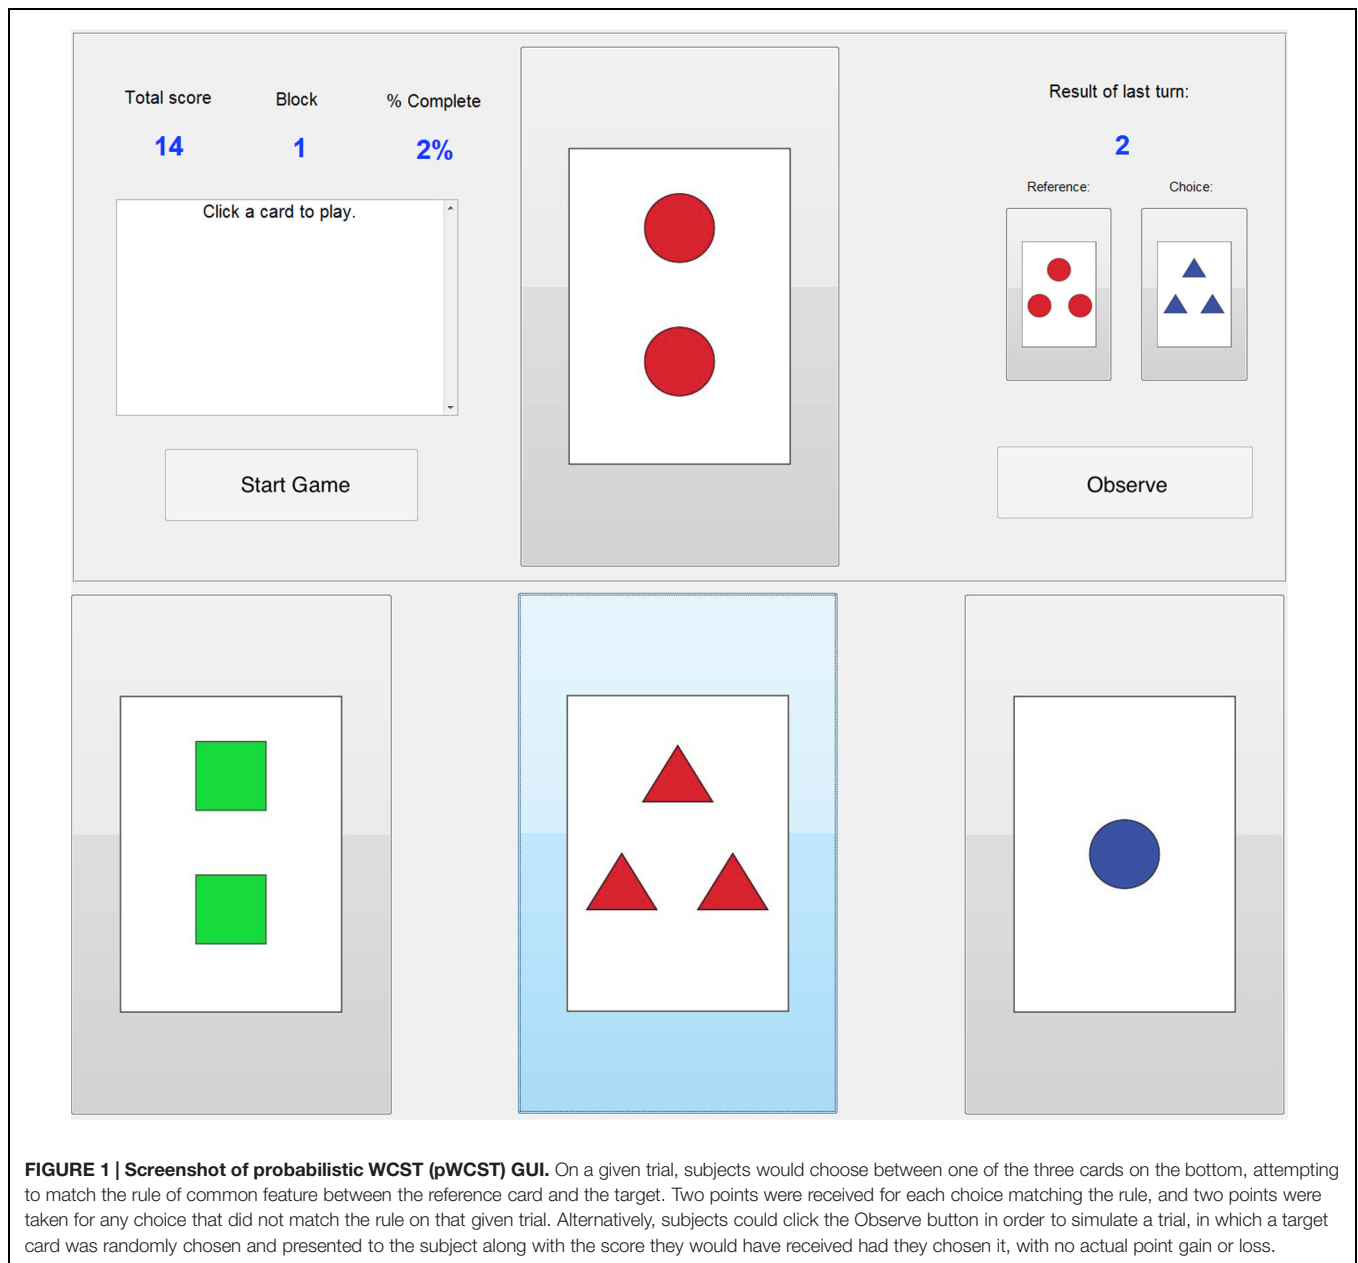 Total score
Block
% Complete
14
1
2%
Click a card to play.
Start Game
Result of last turn:
2
Reference:
Choice:
Observe
FIGURE 1 | Screenshot of probabilistic WCST (pWCST) GUI. On a given trial, subjects would choose between one of the three cards on the bottom, attempting
to match the rule of common feature between the reference card and the target. Two points were received for each choice matching the rule, and two points were
taken for any choice that did not match the rule on that given trial. Alternatively, subjects could click the Observe button in order to simulate a trial, in which a target
card was randomly chosen and presented to the subject along with the score they would have received had they chosen it, with no actual point gain or loss.